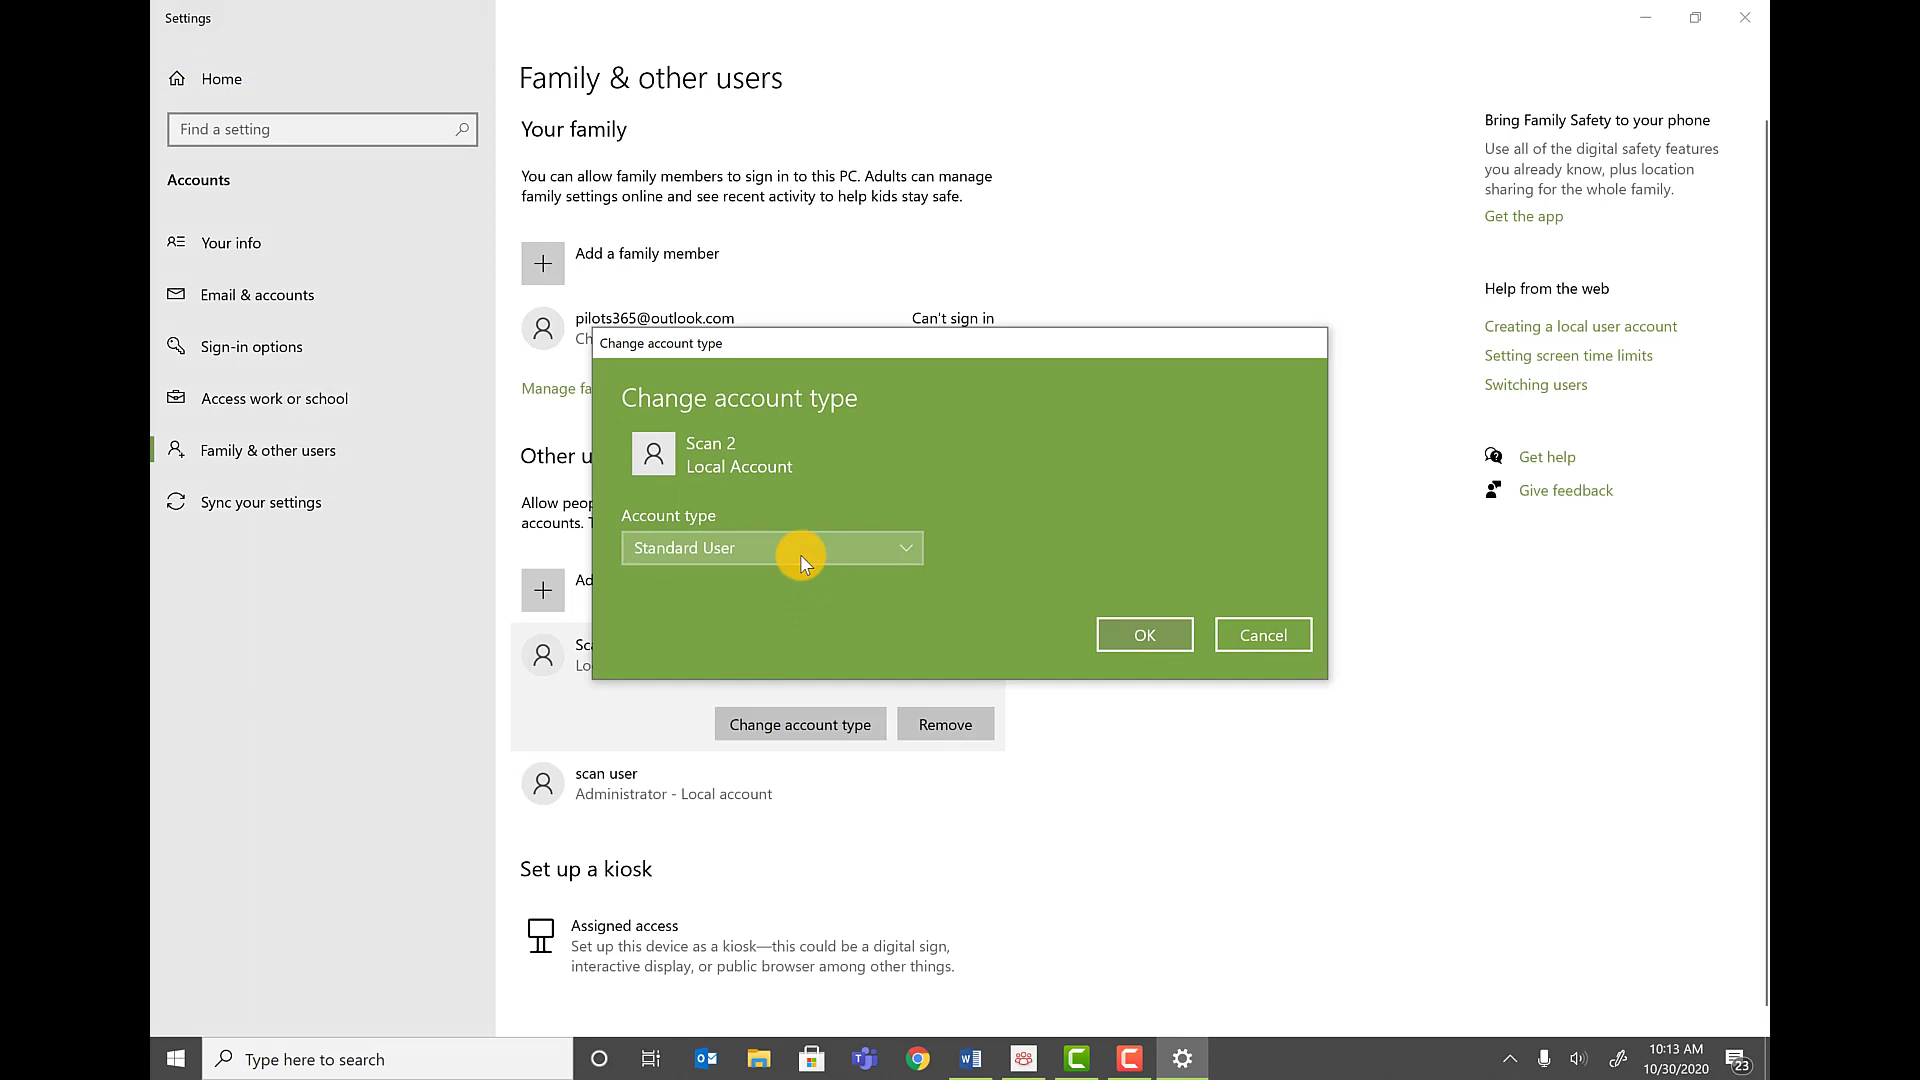 Settings
Home
Find a setting
Accounts
Your info
Email & accounts
Sign-in options
Access work or school
Family & other users
Sync your settings
Family & other users
Your family
You can allow family members to sign in to this PC. Adults can manage
family settings online and see recent activity to help kids stay safe.
Add a family member
pilots365@outlook.com
Can't sign in
Ch
Manage fa
Other u
Allow peop
accounts. T
Ad
Sca
Lo
Change account type
Change account type
Scan 2
Local Account
Account type
Standard User
OK
Cancel
Change account type
Remove
scan user
Administrator - Local account
Set up a kiosk
Assigned access
Set up this device as a kiosk—this could be a digital sign,
interactive display, or public browser among other things.
Bring Family Safety to your phone
Use all of the digital safety features
you already know, plus location
sharing for the whole family.
Get the app
Help from the web
Creating a local user account
Setting screen time limits
Switching users
Get help
Give feedback
Type here to search
10:13 AM
10/30/2020
23